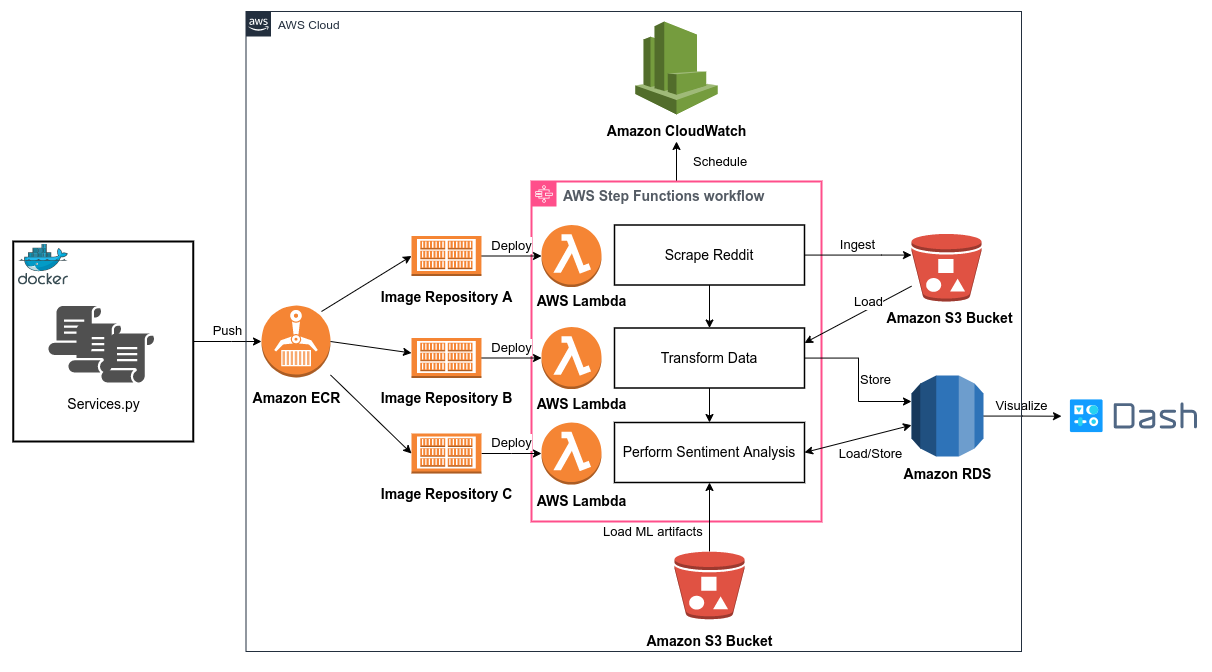 aws
AWS Cloud
Amazon CloudWatch
Schedule
AWS Step Functions workflow
docker
Services.py
Push
Amazon ECR
Image Repository A
Deploy
AWS Lambda
Scrape Reddit
Ingest
Amazon S3 Bucket
Load
Image Repository B
Deploy
AWS Lambda
Transform Data
Store
Image Repository C
Deploy
AWS Lambda
Perform Sentiment Analysis
Load/Store
Amazon RDS
Visualize
Dash
Load ML artifacts
Amazon S3 Bucket